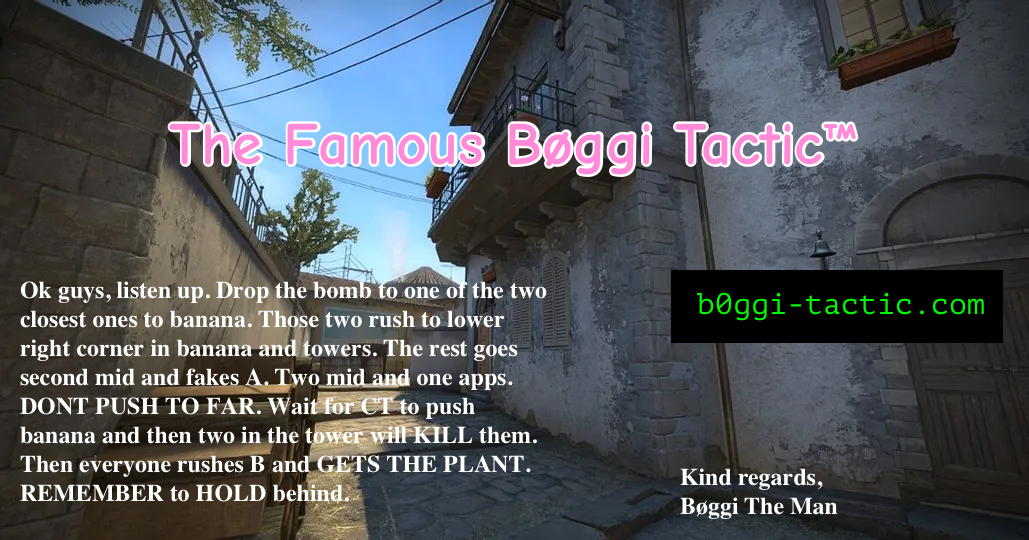 The Famous Bøggi Tactic™
Ok guys, listen up. Drop the bomb to one of the two
closest ones to banana. Those two rush to lower
right corner in banana and towers. The rest goes
second mid and fakes A. Two mid and one apps.
DONT PUSH TO FAR. Wait for CT to push
banana and then two in the tower will KILL them.
Then everyone rushes B and GETS THE PLANT.
REMEMBER to HOLD behind.
b0ggi-tactic.com
Kind regards,
Bøggi The Man